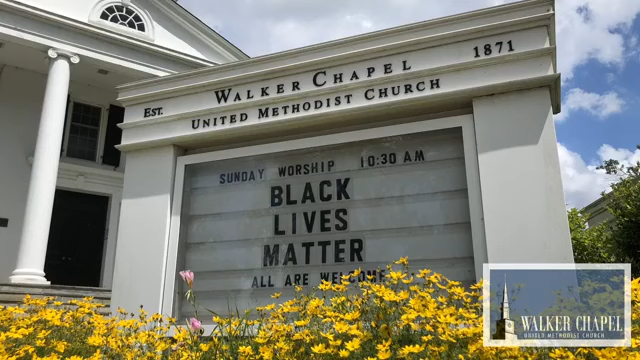 WALKER CHAPEL
EST. 1871
UNITED METHODIST CHURCH
SUNDAY WORSHIP 10:30 AM
BLACK
LIVES
MATTER
ALL ARE WELCOME
WALKER CHAPEL
UNITED METHODIST CHURCH